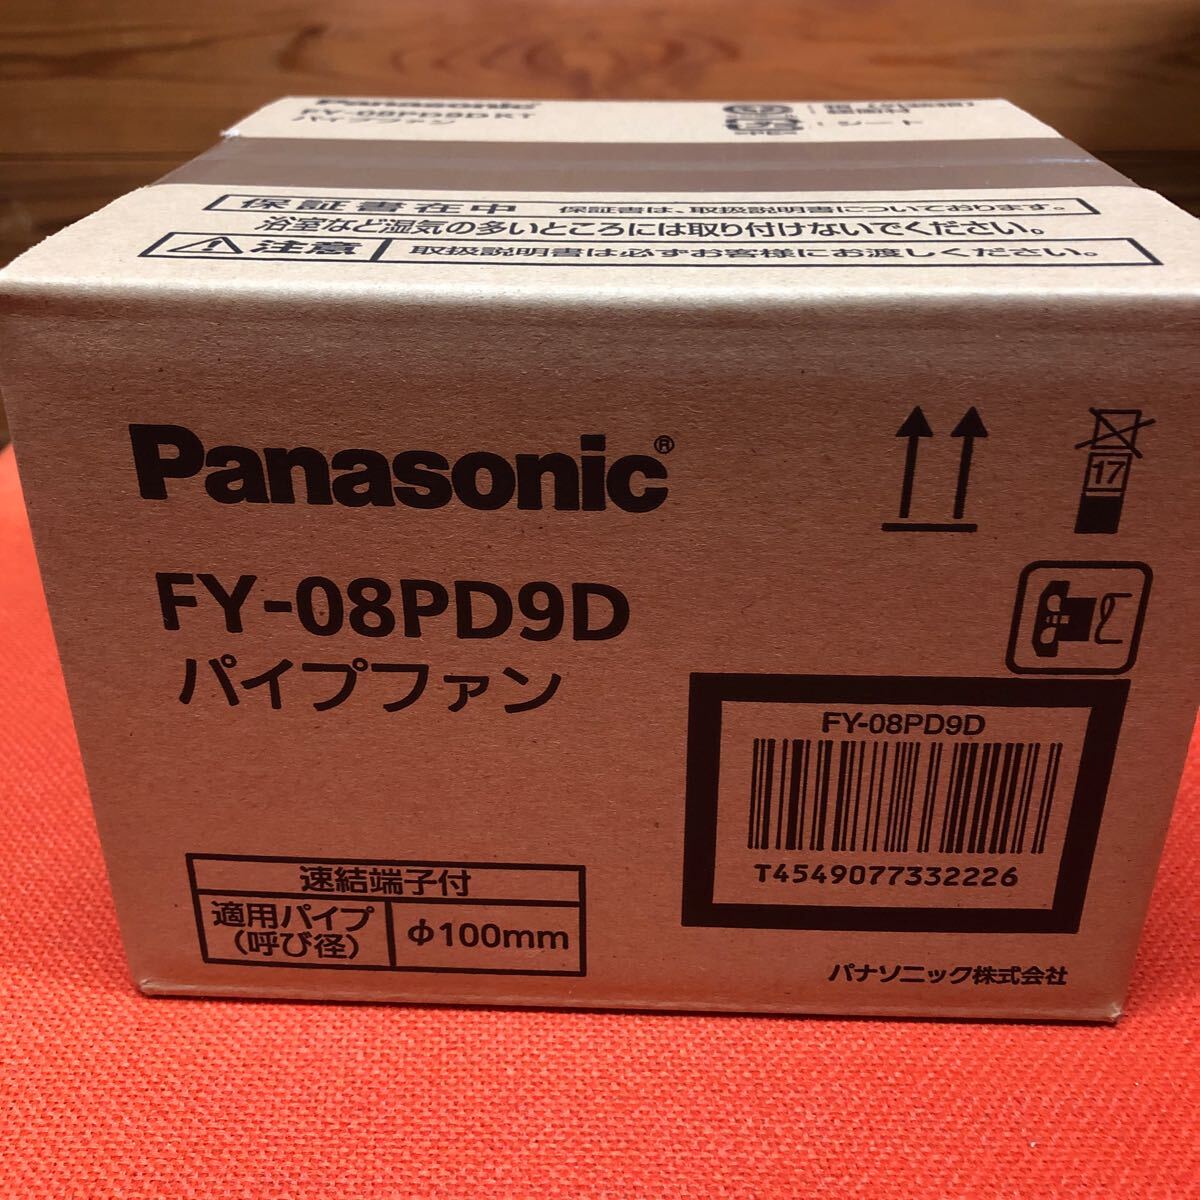 Panasonic
FY-08PD9D KT
パイプファン
：シート
保証書在中 保証書は、取扱説明書についております。
浴室など湿気の多いところには取り付けないでください。
注意 取扱説明書は必ずお客様にお渡しください。
Panasonic®
17
FY-08PD9D
パイプファン
FY-08PD9D
T4549077332226
速結端子付
適用パイプ
(呼び径)
φ100mm
パナソニック株式会社